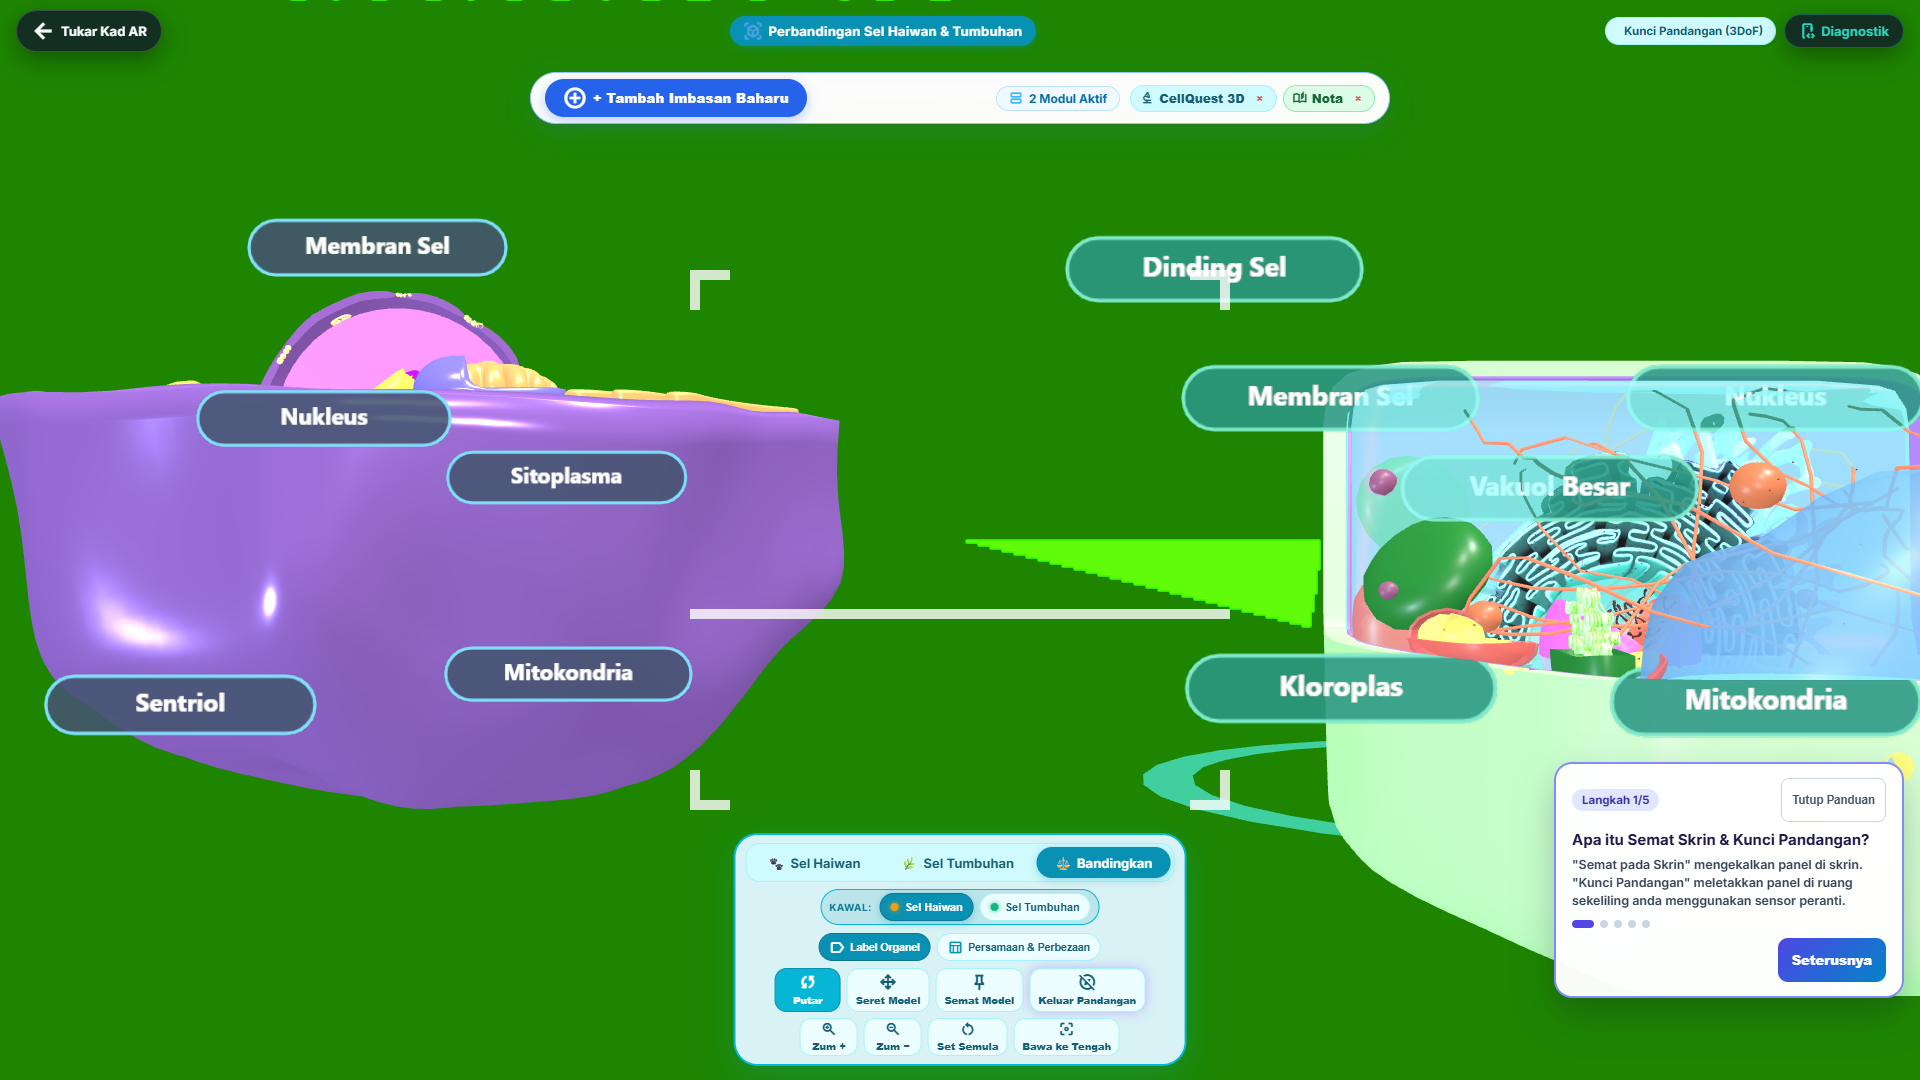 Tukar Kad AR
Perbandingan Sel Haiwan & Tumbuhan
Kunci Pandangan (3DoF)
Diagnostik
+ Tambah Imbasan Baharu
2 Modul Aktif
CellQuest 3D ×
Nota ×
Membran Sel
Dinding Sel
Membran Sel
Nukleus
Nukleus
Sitoplasma
Vakuol Besar
Mitokondria
Sentriol
Kloroplas
Mitokondria
Langkah 1/5
Tutup Panduan
Apa itu Semat Skrin & Kunci Pandangan?
"Semat pada Skrin" mengekalkan panel di skrin.
"Kunci Pandangan" meletakkan panel di ruang
sekeliling anda menggunakan sensor peranti.
Seterusnya
Sel Haiwan
Sel Tumbuhan
Bandingkan
KAWAL:
Sel Haiwan
Sel Tumbuhan
Label Organel
Persamaan & Perbezaan
Putar
Seret Model
Semat Model
Keluar Pandangan
Zum +
Zum −
Set Semula
Bawa ke Tengah